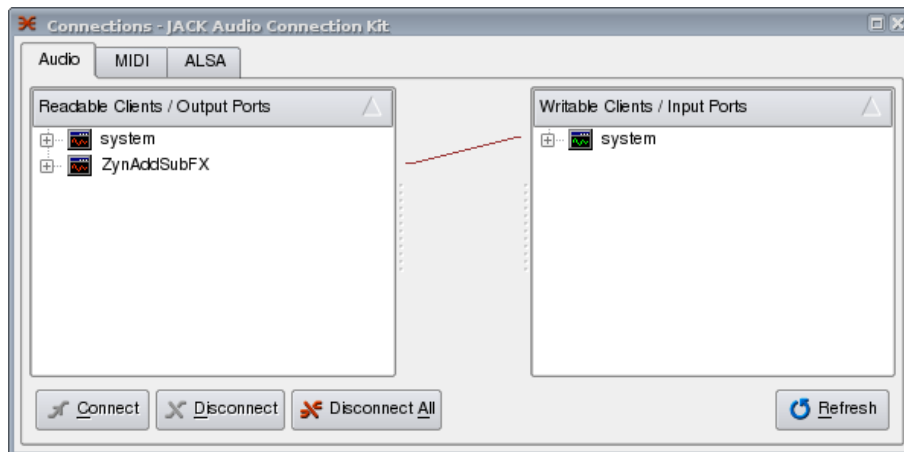 Connections - JACK Audio Connection Kit
Audio MIDI ALSA
Readable Clients / Output Ports Writable Clients / Input Ports
system system
ZynAddSubFX
Connect Disconnect Disconnect All Refresh